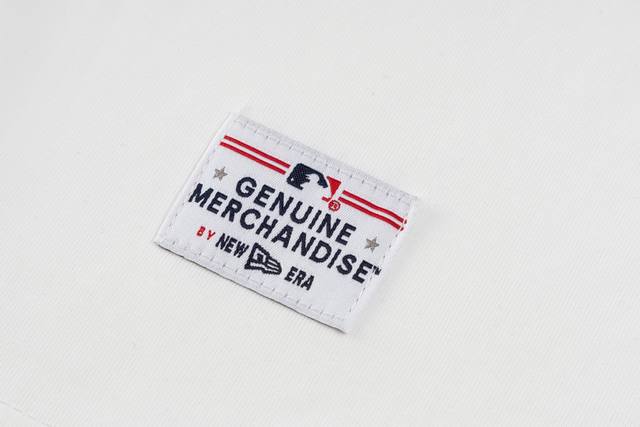 ®
GENUINE
MERCHANDISE™
BY NEW ERA